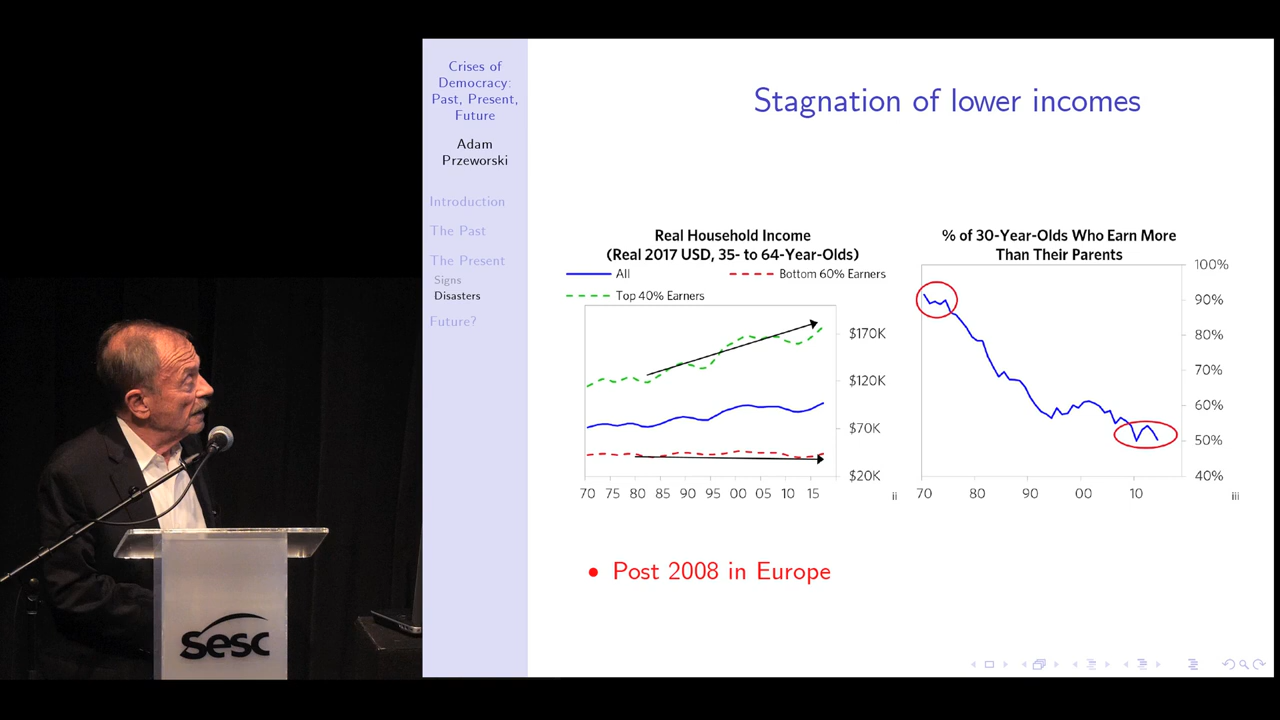 Crises of
Democracy:
Past, Present,
Future
Adam
Przeworski
Introduction
The Past
The Present
Signs
Disasters
Future?
Stagnation of lower incomes
Real Household Income
(Real 2017 USD, 35- to 64-Year-Olds)
All
Bottom 60% Earners
Top 40% Earners
$170K
$120K
$70K
$20K
70 75 80 85 90 95 00 05 10 15
ii
% of 30-Year-Olds Who Earn More
Than Their Parents
100%
90%
80%
70%
60%
50%
40%
70 80 90 00 10
iii
• Post 2008 in Europe
sesc